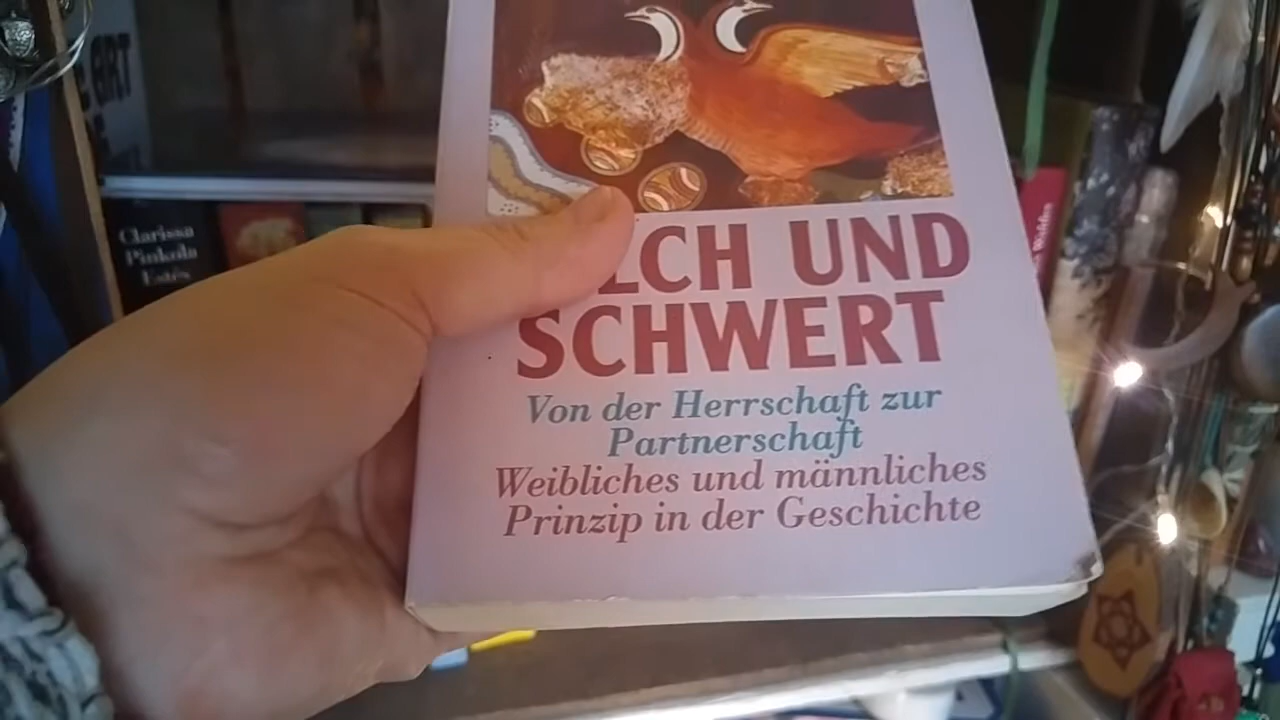 LCH UND
SCHWERT
Von der Herrschaft zur
Partnerschaft
Weibliches und männliches
Prinzip in der Geschichte
Clarissa
Pinkola
Estés